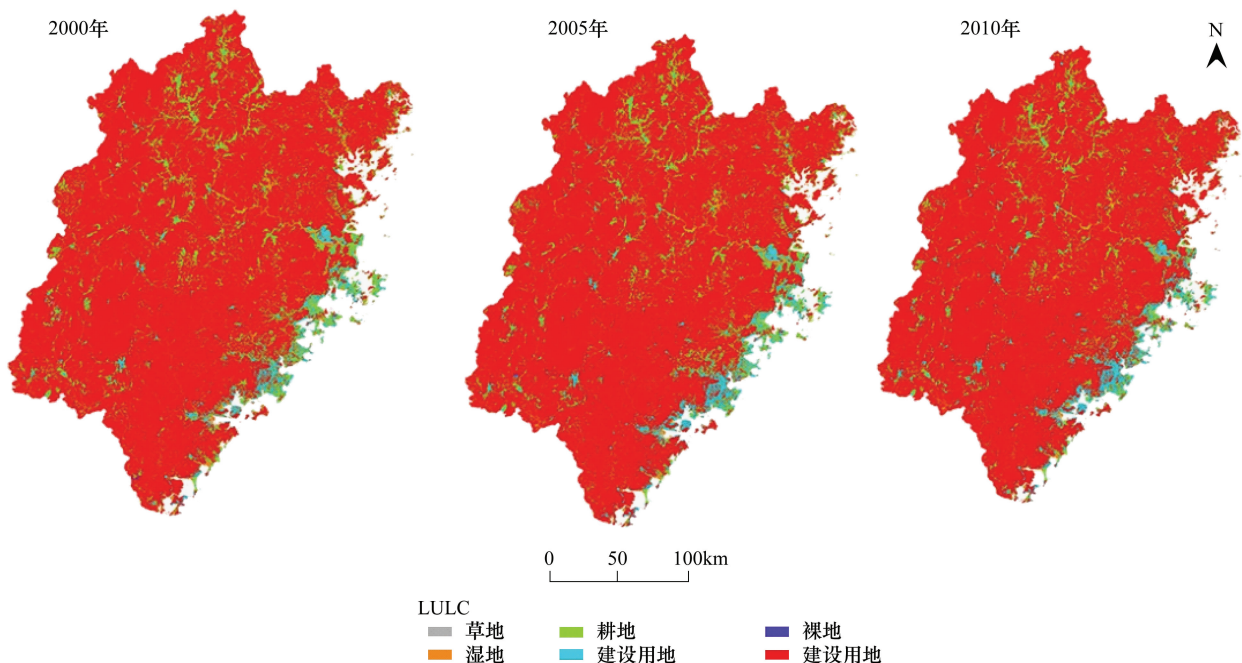 2000年
2005年
2010年
N
0 50 100km
LULC
草地 耕地 裸地
湿地 建设用地 建设用地